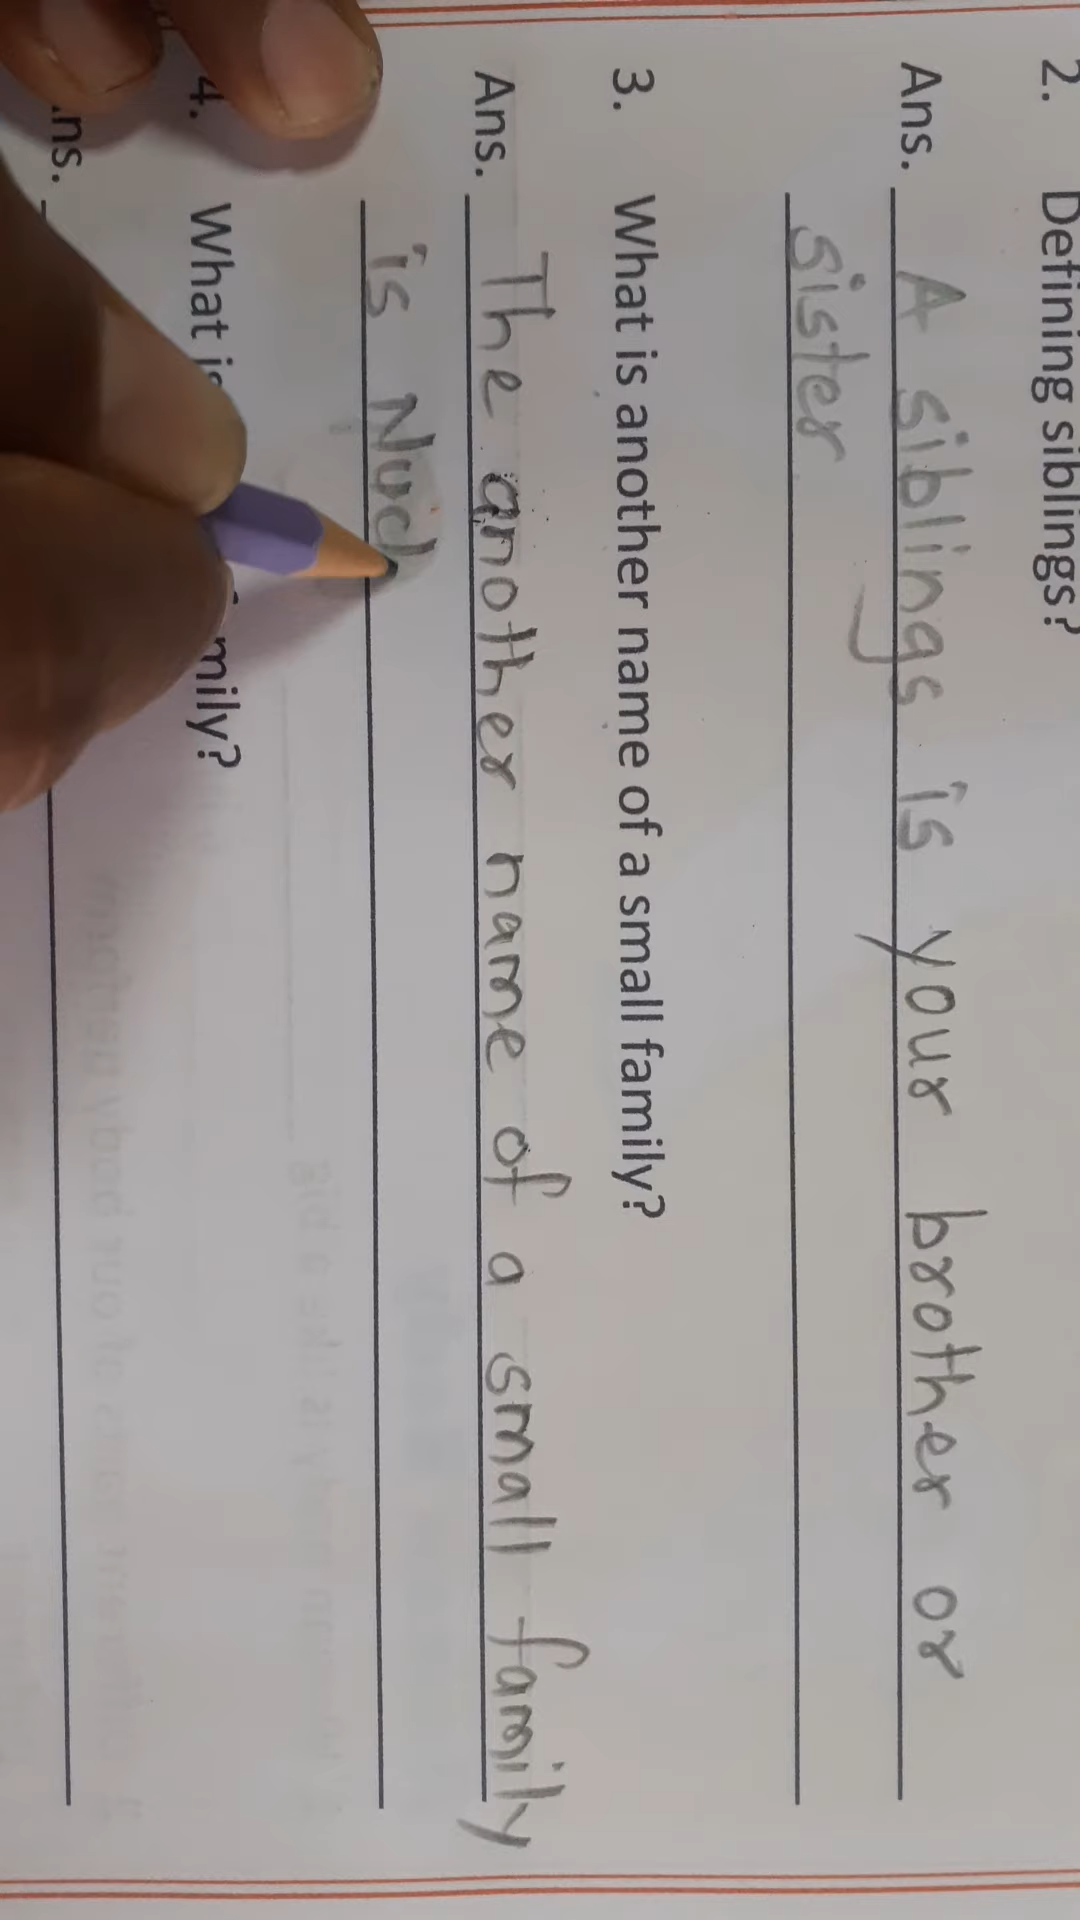 2. Defining siblings?
Ans. A siblings is your brother or
sister
3. What is another name of a small family?
Ans. The another name of a small family
is Nucl
4. What is mily?
ns.